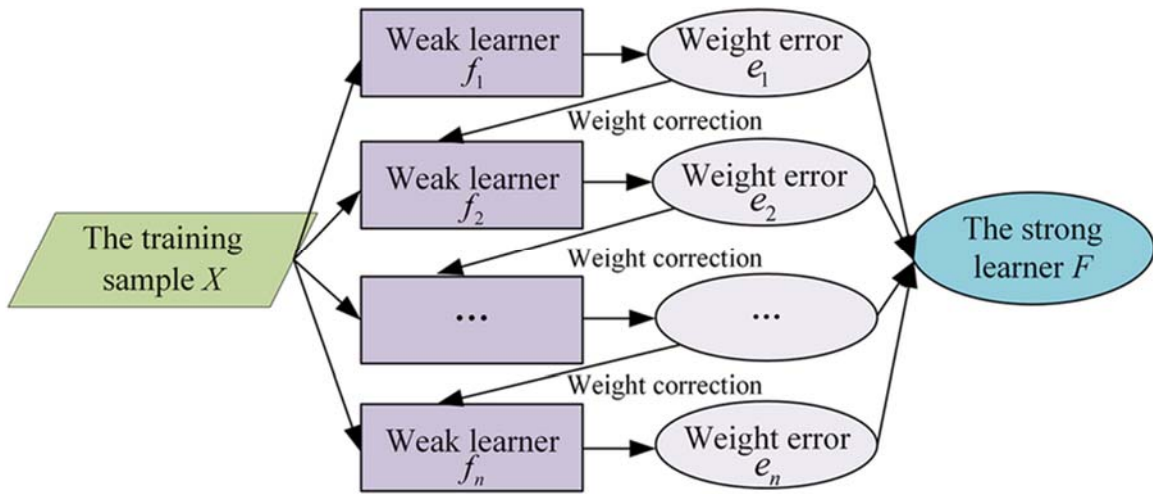 Weak learner
f1
Weight error
e1
Weight correction
Weak learner
f2
Weight error
e2
The training
sample X
The strong
learner F
Weight correction
...
...
Weight correction
Weak learner
fn
Weight error
en